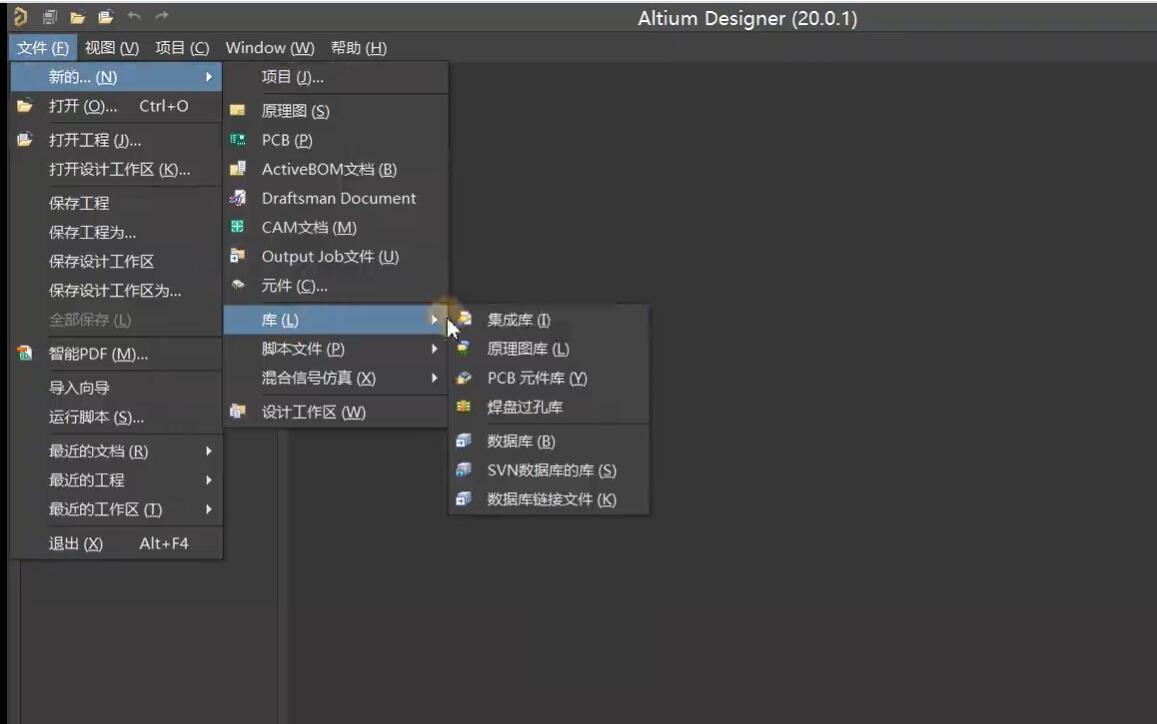 Altium Designer (20.0.1)
文件 (F) 视图 (V) 项目 (C) Window (W) 帮助 (H)
新的... (N)
打开 (O)... Ctrl+O
打开工程 (J)...
打开设计工作区 (K)...
保存工程
保存工程为...
保存设计工作区
保存设计工作区为...
全部保存 (L)
智能PDF (M)...
导入向导
运行脚本 (S)...
最近的文档 (R)
最近的工程
最近的工作区 (T)
退出 (X) Alt+F4
项目 (J)...
原理图 (S)
PCB (P)
ActiveBOM文档 (B)
Draftsman Document
CAM文档 (M)
Output Job文件 (U)
元件 (C)...
库 (L)
脚本文件 (P)
混合信号仿真 (X)
设计工作区 (W)
集成库 (I)
原理图库 (L)
PCB 元件库 (Y)
焊盘过孔库
数据库 (B)
SVN数据库的库 (S)
数据库链接文件 (K)